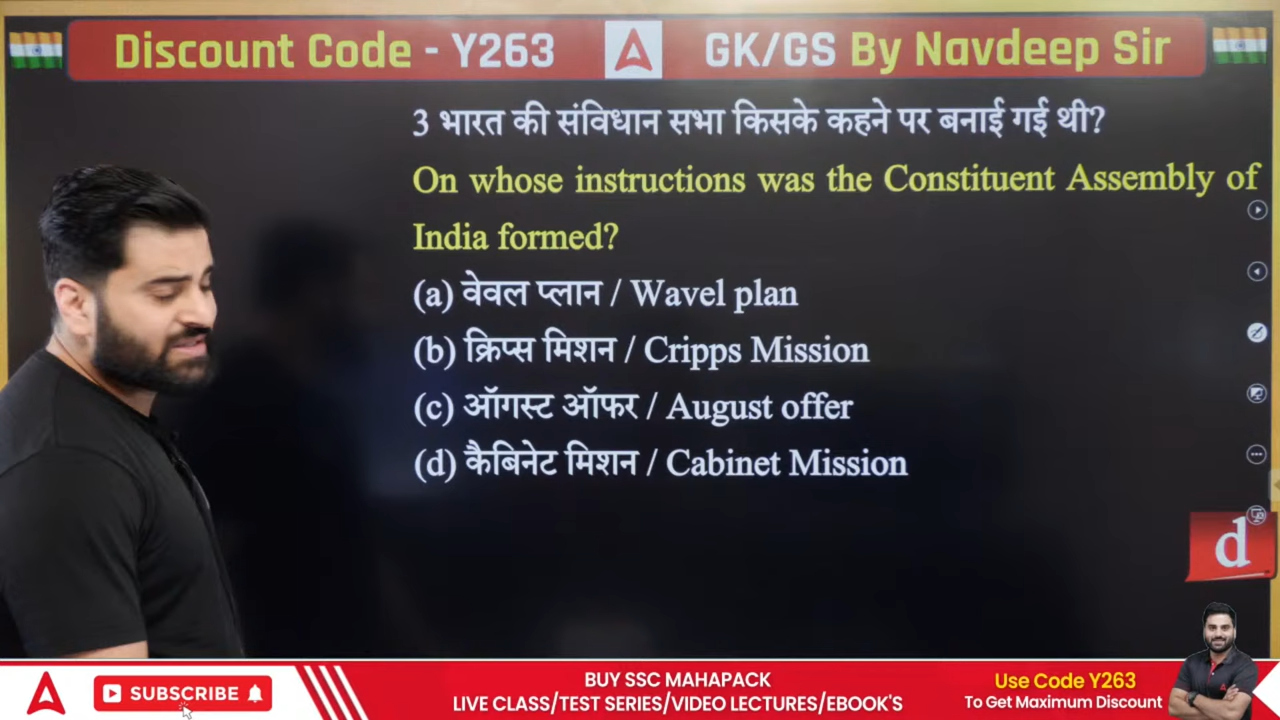 Discount Code - Y263 GK/GS By Navdeep Sir
3 भारत की संविधान सभा किसके कहने पर बनाई गई थी?
On whose instructions was the Constituent Assembly of
India formed?
(a) वेवल प्लान / Wavel plan
(b) क्रिप्स मिशन / Cripps Mission
(c) ऑगस्ट ऑफर / August offer
(d) कैबिनेट मिशन / Cabinet Mission
d
SUBSCRIBE
BUY SSC MAHAPACK
LIVE CLASS/TEST SERIES/VIDEO LECTURES/EBOOK'S
Use Code Y263
To Get Maximum Discount